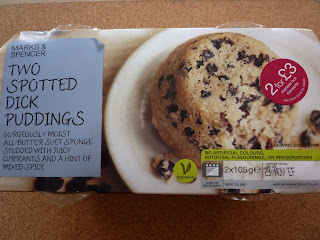 MARKS &
SPENCER
TWO
SPOTTED
DICK
PUDDINGS
GORGEOUSLY MOIST
ALL-BUTTER SUET SPONGE
STUDDED WITH JUICY
CURRANTS AND A HINT OF
MIXED SPICE
2 for £3
NO ARTIFICIAL COLOURS,
ARTIFICIAL FLAVOURINGS, OR PRESERVATIVES
2x105g e